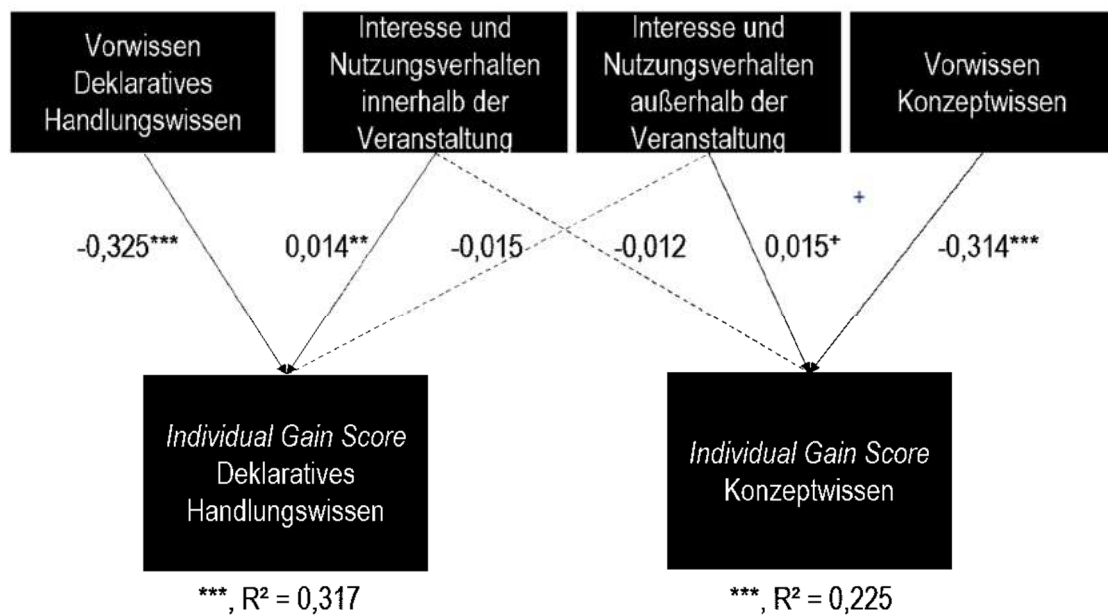 Vorwissen
Deklaratives
Handlungswissen
Interesse und
Nutzungsverhalten
innerhalb der
Veranstaltung
Interesse und
Nutzungsverhalten
außerhalb der
Veranstaltung
Vorwissen
Konzeptwissen
+
-0,325***
0,014**
-0,015
-0,012
0,015+
-0,314***
Individual Gain Score
Deklaratives
Handlungswissen
Individual Gain Score
Konzeptwissen
***, R² = 0,317
***, R² = 0,225